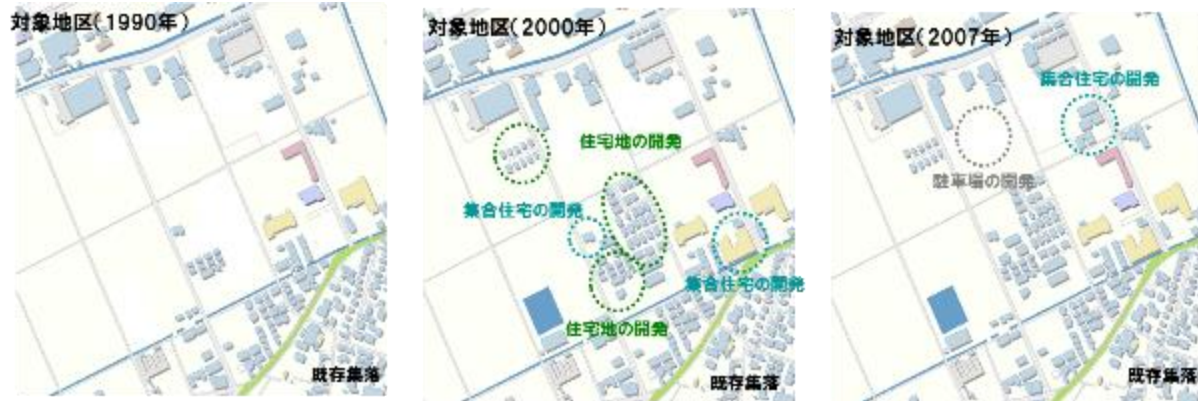 対象地区(1990年)
既存集落
対象地区(2000年)
住宅地の開発
集合住宅の開発
集合住宅の開発
住宅地の開発
既存集落
対象地区(2007年)
集合住宅の開発
駐車場の開発
既存集落